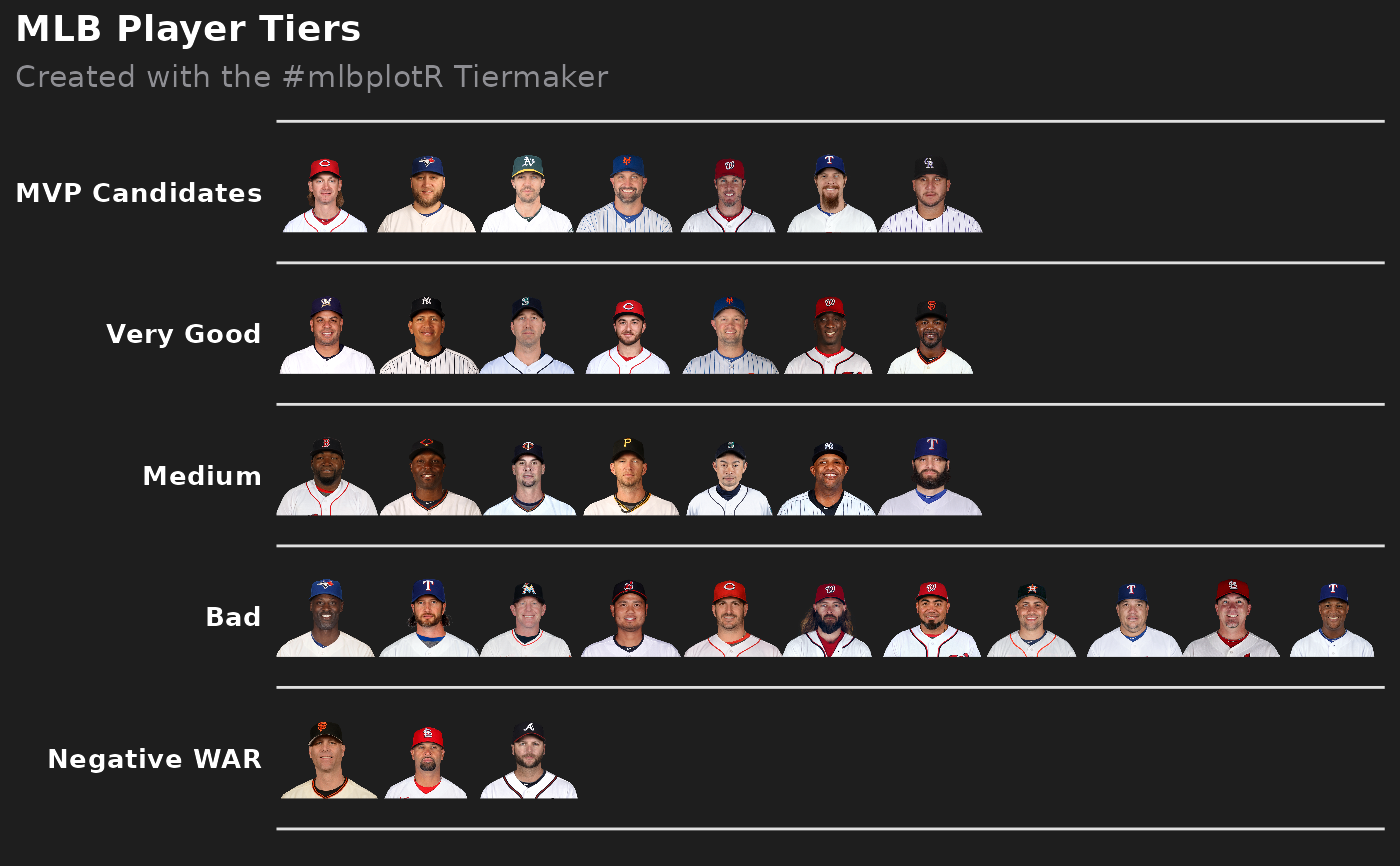 MLB Player Tiers
Created with the #mlbplotR Tiermaker
MVP Candidates
Very Good
Medium
Bad
Negative WAR